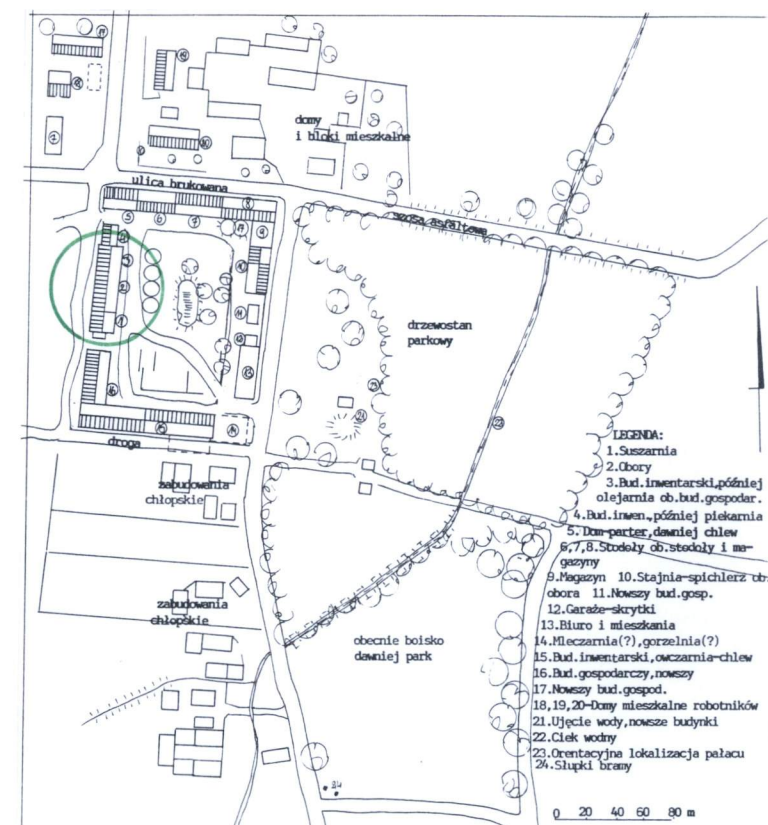 domy
i bloki mieszkalne
ulica brukowana
szosa asfaltowa
drzewostan
parkowy
droga
zabudowania
chłopskie
zabudowania
chłopskie
obecnie boisko
dawniej park
LEGENDA:
1.Suszarnia
2.Obory
3.Bud.inwentarski,później
olejarnia ob.bud.gospodar.
4.Bud.inwen.,później piekarnia
5. Dom-parter,dawniej chlew
6,7,8.Stodoły ob.stodoły i ma-
gazyny
9.Magazyn 10.Stajnia-spichlerz ob.
obora 11.Nowszy bud.gosp.
12.Garaże-skrytki
13.Biuro i mieszkania
14.Mleczarnia(?),gorzelnia(?)
15.Bud.inwentarski,owczarnia-chlew
16.Bud.gospodarczy,nowszy
17.Nowszy bud.gospod.
18,19,20-Domy mieszkalne robotników
21.Ujęcie wody,nowsze budynki
22.Ciek wodny
23.Orentacyjna lokalizacja pałacu
24.Słupki bramy
0 20 40 60 80 m